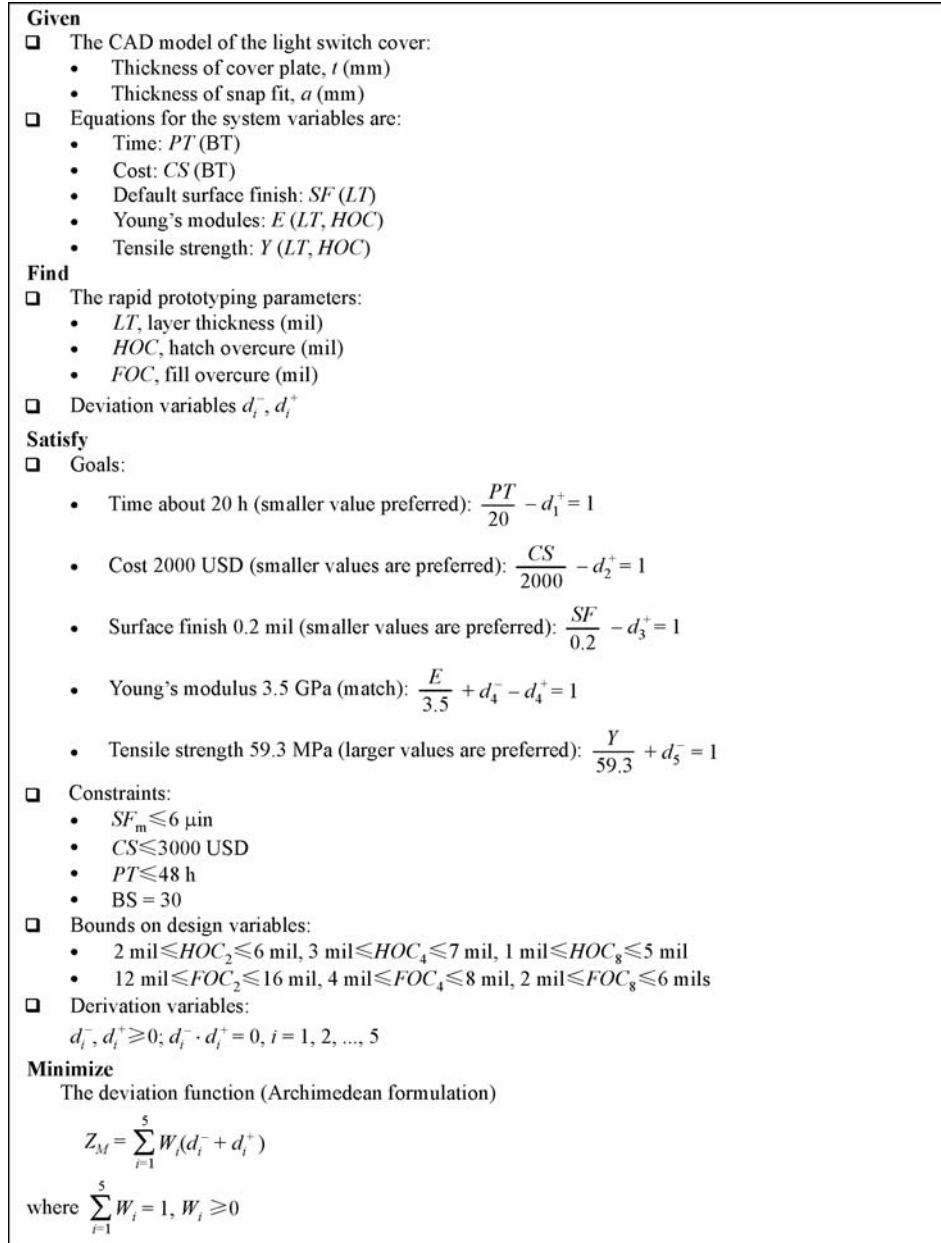 Given
❑ The CAD model of the light switch cover:
• Thickness of cover plate, t (mm)
• Thickness of snap fit, a (mm)
❑ Equations for the system variables are:
• Time: PT (BT)
• Cost: CS (BT)
• Default surface finish: SF (LT)
• Young's modules: E (LT, HOC)
• Tensile strength: Y (LT, HOC)
Find
❑ The rapid prototyping parameters:
• LT, layer thickness (mil)
• HOC, hatch overcure (mil)
• FOC, fill overcure (mil)
❑ Deviation variables d_i^-, d_i^+
Satisfy
❑ Goals:
• Time about 20 h (smaller value preferred): PT/20 − d_1^+ = 1
• Cost 2000 USD (smaller values are preferred): CS/2000 − d_2^+ = 1
• Surface finish 0.2 mil (smaller values are preferred): SF/0.2 − d_3^+ = 1
• Young's modulus 3.5 GPa (match): E/3.5 + d_4^- − d_4^+ = 1
• Tensile strength 59.3 MPa (larger values are preferred): Y/59.3 + d_5^- = 1
❑ Constraints:
• SF_m ⩽ 6 μin
• CS ⩽ 3000 USD
• PT ⩽ 48 h
• BS = 30
❑ Bounds on design variables:
• 2 mil ⩽ HOC_2 ⩽ 6 mil, 3 mil ⩽ HOC_4 ⩽ 7 mil, 1 mil ⩽ HOC_8 ⩽ 5 mil
• 12 mil ⩽ FOC_2 ⩽ 16 mil, 4 mil ⩽ FOC_4 ⩽ 8 mil, 2 mil ⩽ FOC_8 ⩽ 6 mils
❑ Derivation variables:
d_i^-, d_i^+ ⩾ 0; d_i^- · d_i^+ = 0, i = 1, 2, ..., 5
Minimize
The deviation function (Archimedean formulation)
Z_M = ∑_{i=1}^{5} W_i(d_i^- + d_i^+)
where ∑_{i=1}^{5} W_i = 1, W_i ⩾ 0